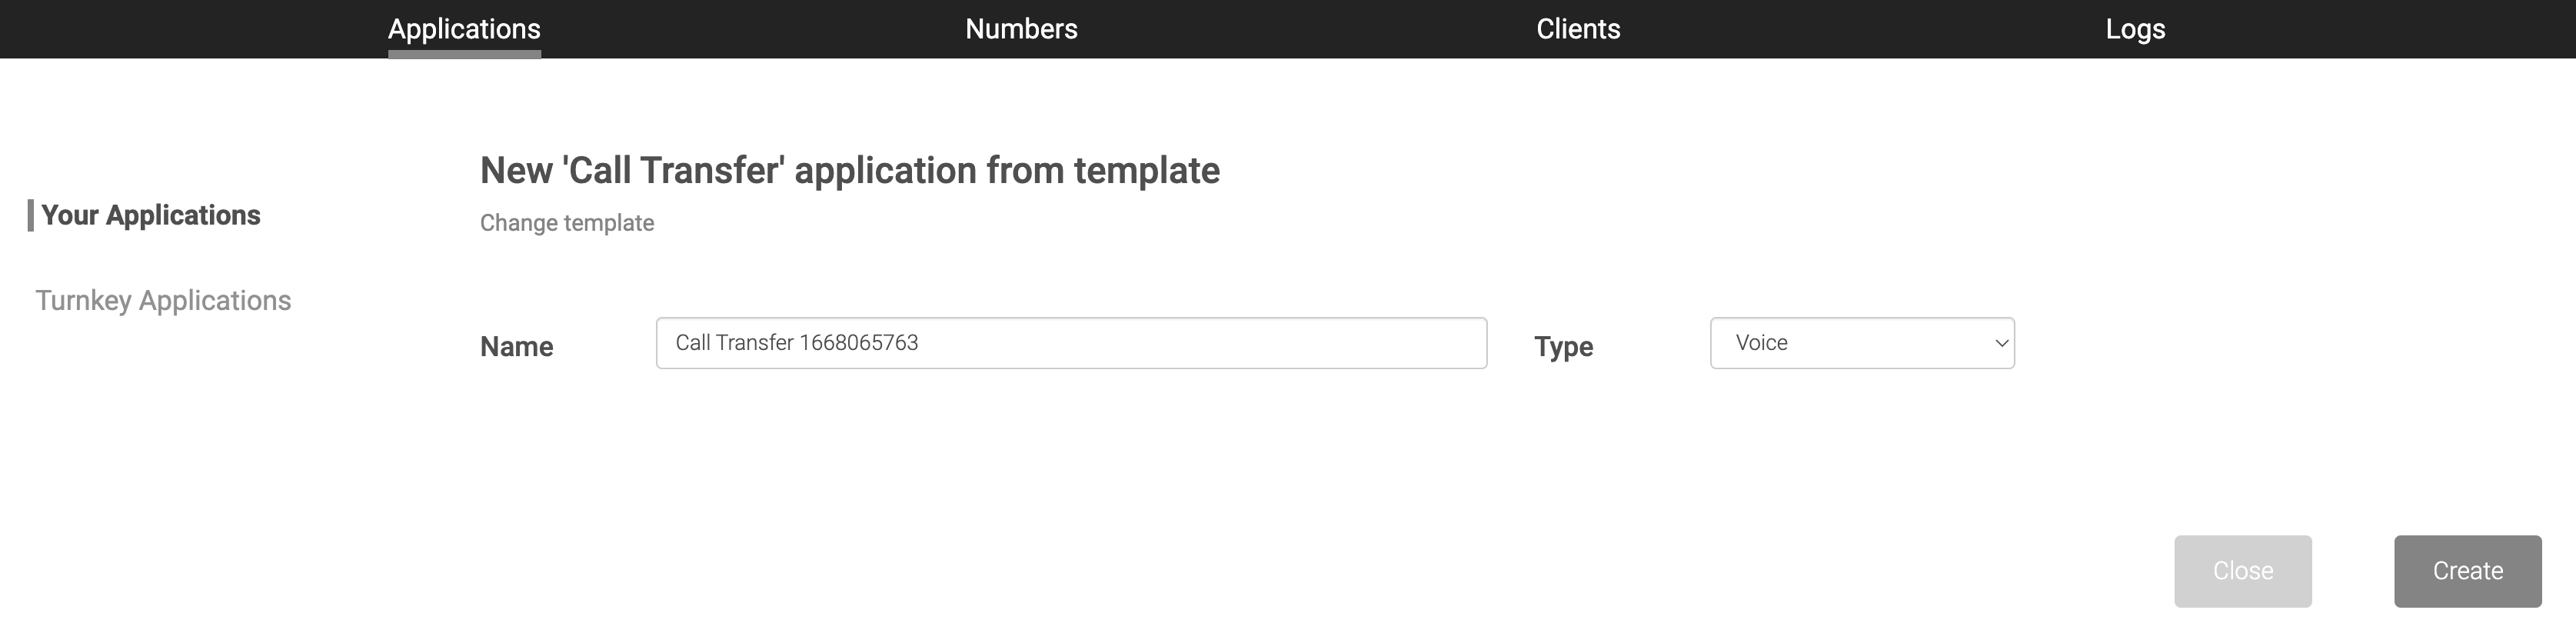 Applications Numbers Clients Logs
Your Applications
Turnkey Applications
New 'Call Transfer' application from template
Change template
Name Call Transfer 1668065763 Type Voice
Close Create